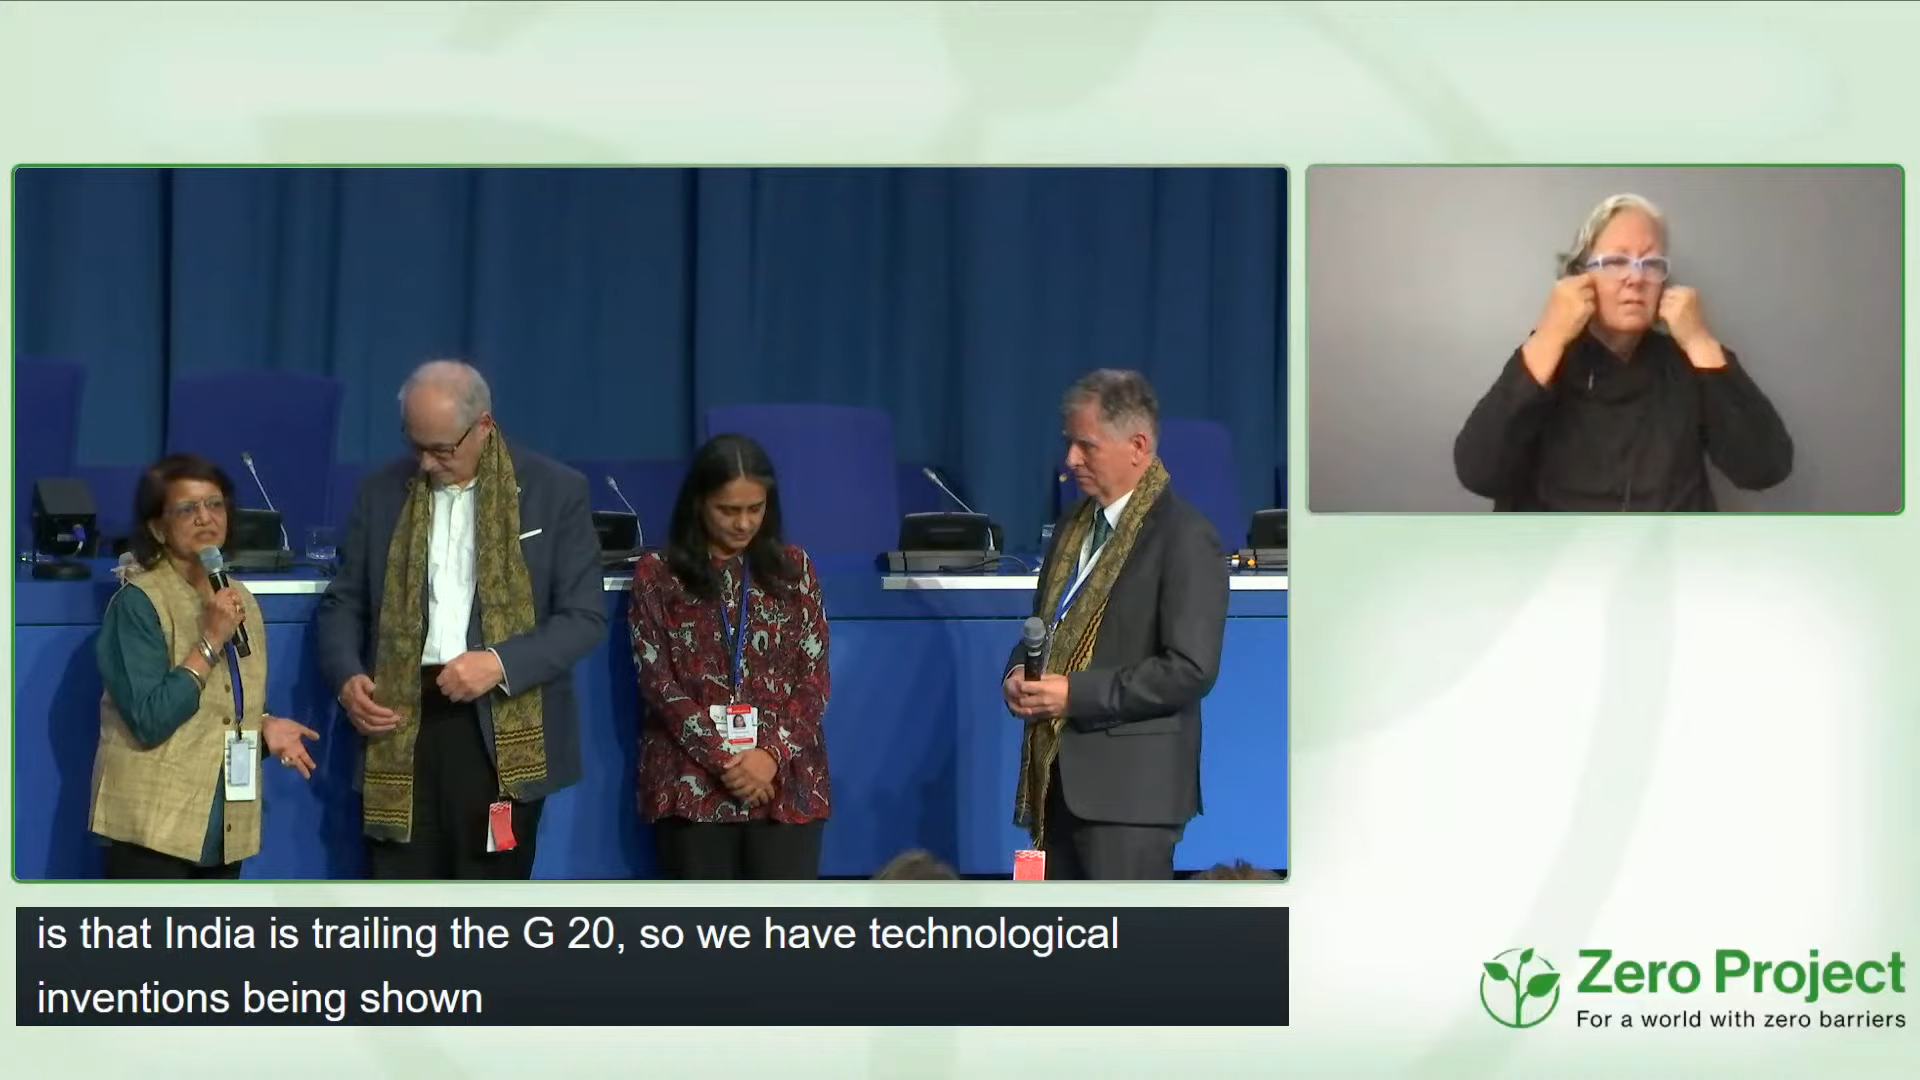 is that India is trailing the G 20, so we have technological
inventions being shown
Zero Project
For a world with zero barriers